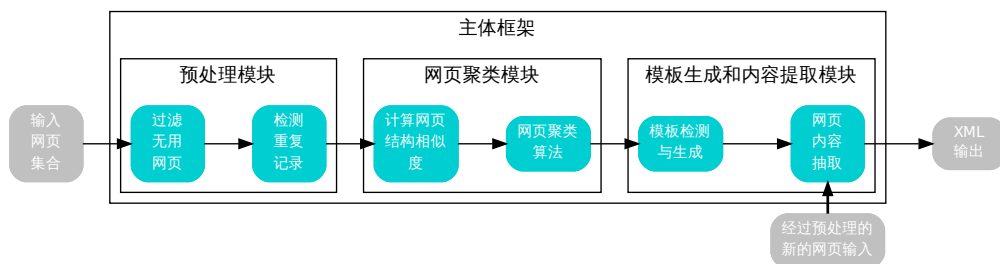 主体框架
预处理模块
网页聚类模块
模板生成和内容提取模块
输入
网页
集合
过滤
无用
网页
检测
重复
记录
计算网页
结构相似
度
网页聚类
算法
模板检测
与生成
网页
内容
抽取
XML
输出
经过预处理的
新的网页输入